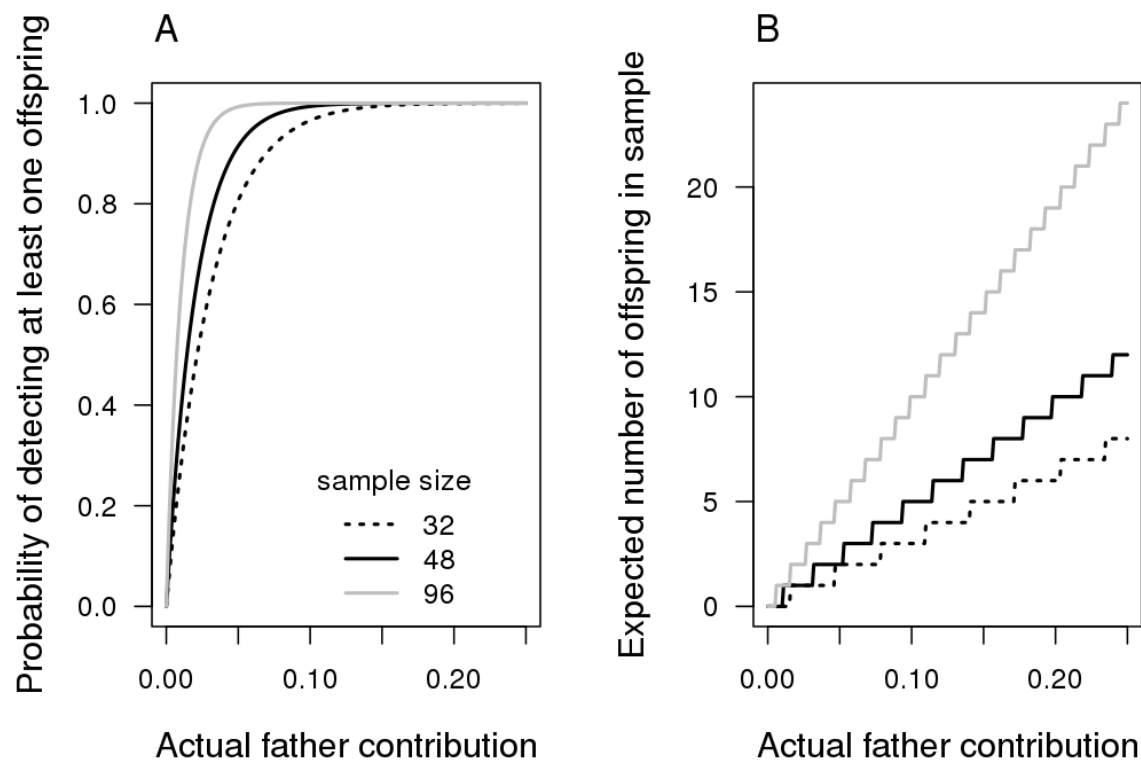 A
Probability of detecting at least one offspring
1.0
0.8
0.6
0.4
0.2
0.0
sample size
32
48
96
0.00 0.10 0.20
Actual father contribution
B
Expected number of offspring in sample
20
15
10
5
0
0.00 0.10 0.20
Actual father contribution